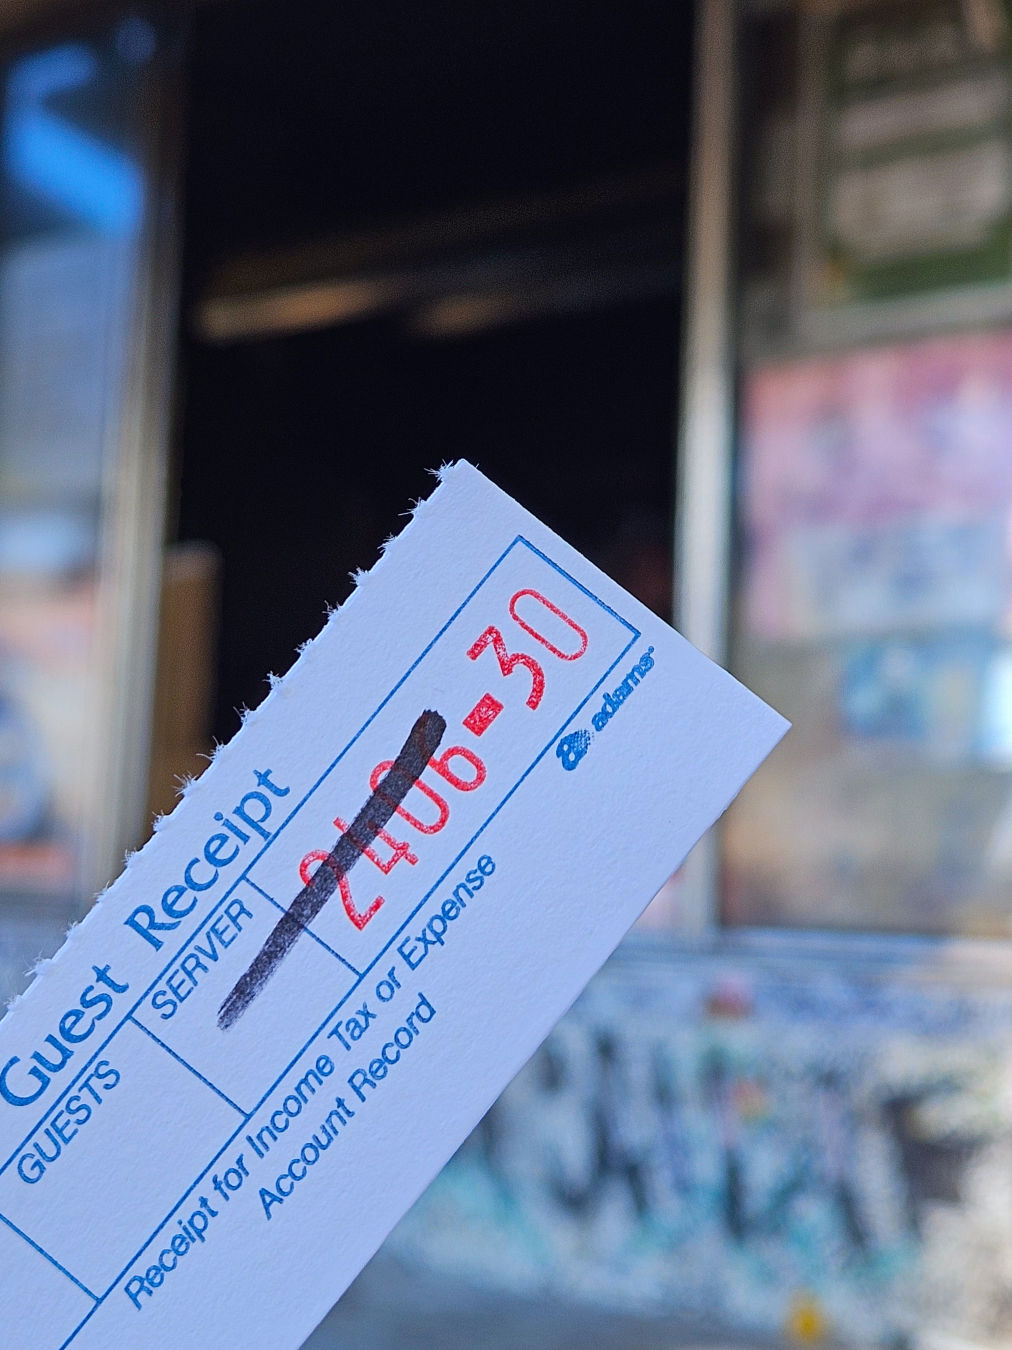 Guest Receipt
GUESTS
SERVER
2406-30
Receipt for Income Tax or Expense
Account Record
adams